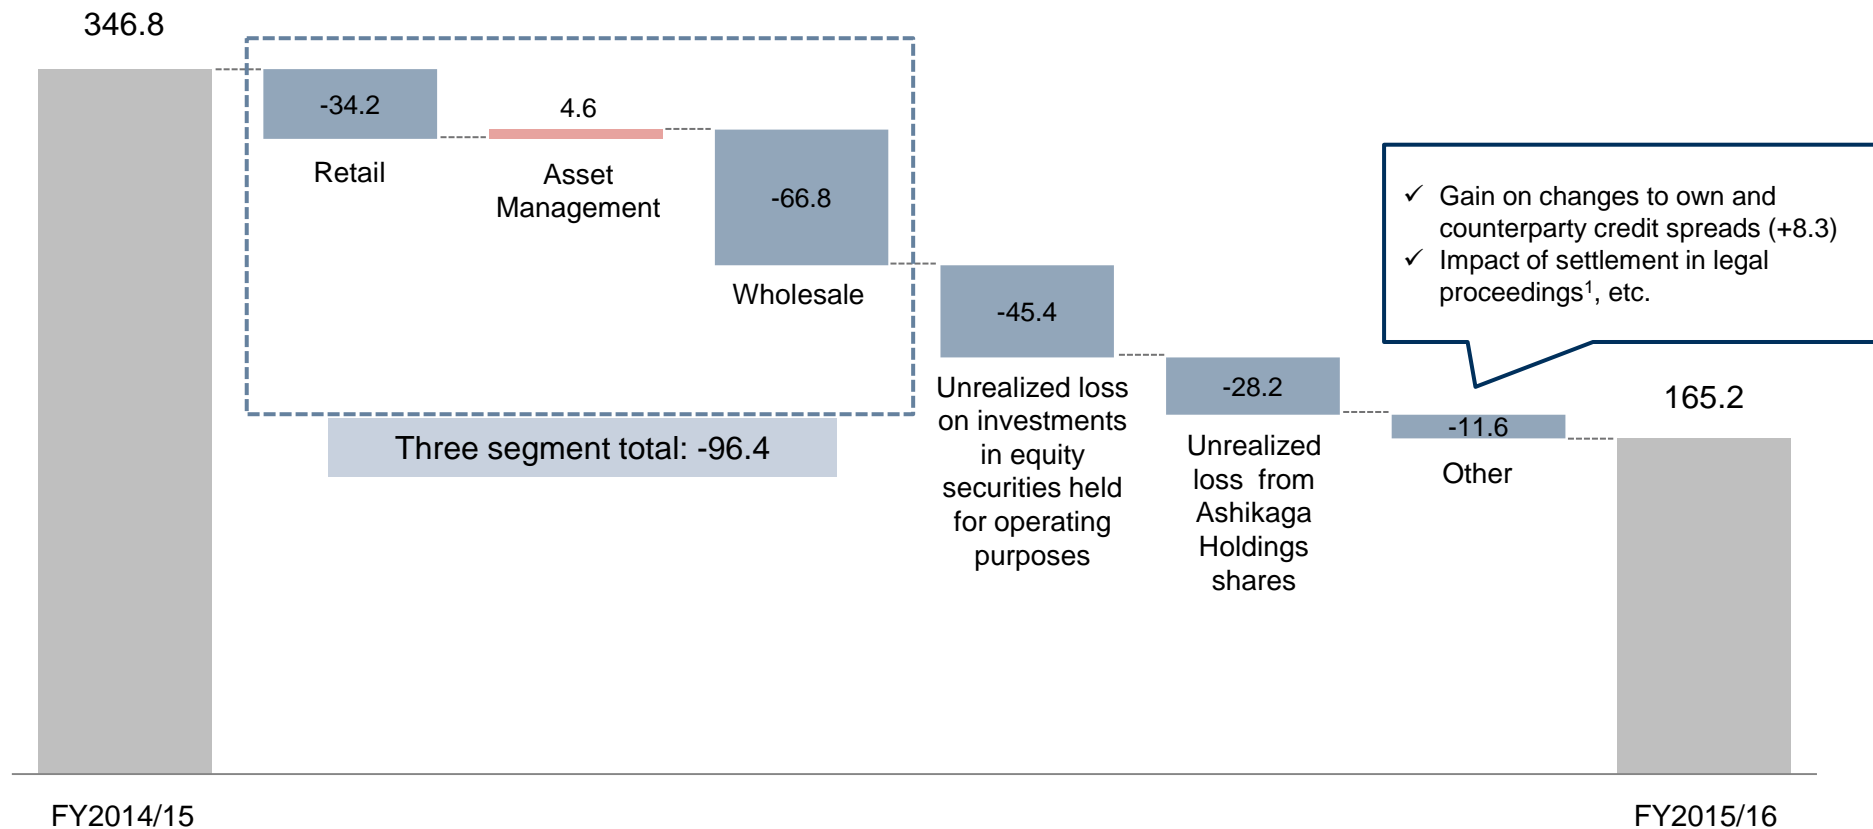 346.8
-34.2
Retail
4.6
Asset
Management
-66.8
Wholesale
Three segment total: -96.4
-45.4
Unrealized loss
on investments
in equity
securities held
for operating
purposes
-28.2
Unrealized
loss from
Ashikaga
Holdings
shares
✓ Gain on changes to own and
counterparty credit spreads (+8.3)
✓ Impact of settlement in legal
proceedings¹, etc.
-11.6
Other
165.2
FY2014/15
FY2015/16